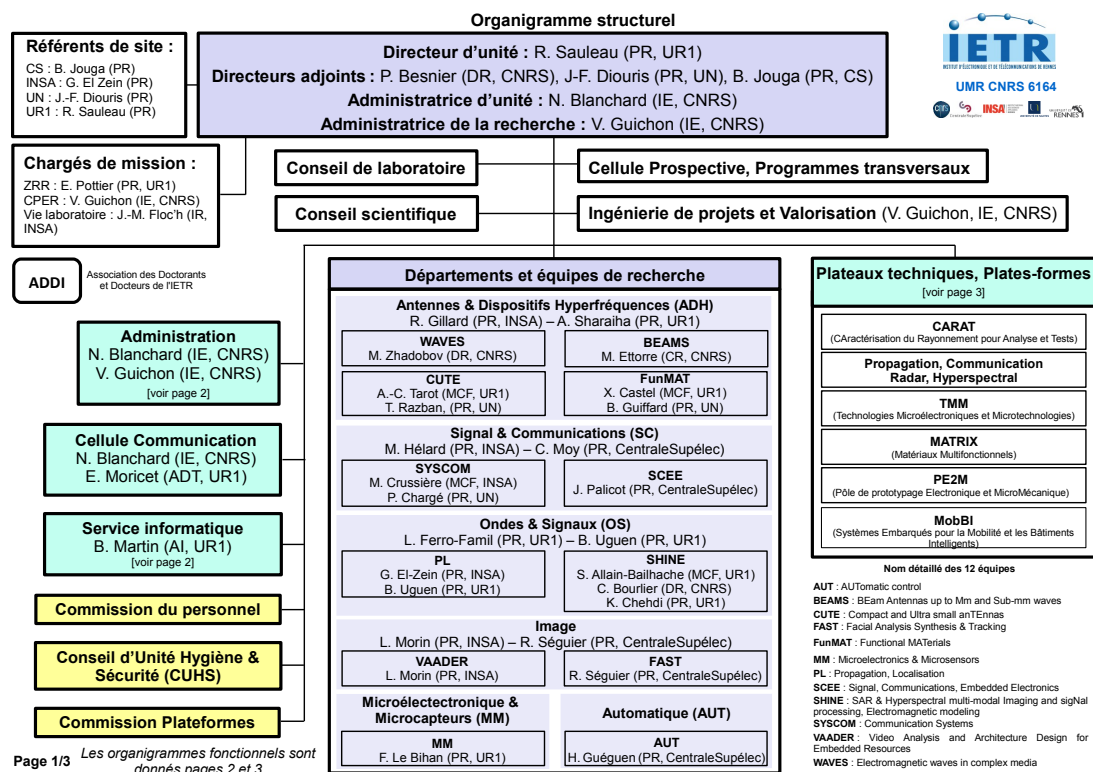 Organigramme structurel
Référents de site :
CS : B. Jouga (PR)
INSA : G. El Zein (PR)
UN : J.-F. Diouris (PR)
UR1 : R. Sauleau (PR)
Directeur d'unité : R. Sauleau (PR, UR1)
Directeurs adjoints : P. Besnier (DR, CNRS), J-F. Diouris (PR, UN), B. Jouga (PR, CS)
Administratrice d'unité : N. Blanchard (IE, CNRS)
Administratrice de la recherche : V. Guichon (IE, CNRS)
IETR
INSTITUT D'ÉLECTRONIQUE ET DE TÉLÉCOMMUNICATIONS DE RENNES
UMR CNRS 6164
cnrs
CentraleSupélec
INSA
UNIVERSITÉ DE NANTES
RENNES
Chargés de mission :
ZRR : E. Pottier (PR, UR1)
CPER : V. Guichon (IE, CNRS)
Vie laboratoire : J.-M. Floc'h (IR,
INSA)
Conseil de laboratoire
Cellule Prospective, Programmes transversaux
Conseil scientifique
Ingénierie de projets et Valorisation (V. Guichon, IE, CNRS)
ADDI
Association des Doctorants
et Docteurs de l'IETR
Administration
N. Blanchard (IE, CNRS)
V. Guichon (IE, CNRS)
[voir page 2]
Cellule Communication
N. Blanchard (IE, CNRS)
E. Moricet (ADT, UR1)
Service informatique
B. Martin (AI, UR1)
[voir page 2]
Commission du personnel
Conseil d'Unité Hygiène &
Sécurité (CUHS)
Commission Plateformes
Départements et équipes de recherche
Antennes & Dispositifs Hyperfréquences (ADH)
R. Gillard (PR, INSA) – A. Sharaiha (PR, UR1)
WAVES
M. Zhadobov (DR, CNRS)
BEAMS
M. Ettorre (CR, CNRS)
CUTE
A.-C. Tarot (MCF, UR1)
T. Razban, (PR, UN)
FunMAT
X. Castel (MCF, UR1)
B. Guiffard (PR, UN)
Signal & Communications (SC)
M. Hélard (PR, INSA) – C. Moy (PR, CentraleSupélec)
SYSCOM
M. Crussière (MCF, INSA)
P. Chargé (PR, UN)
SCEE
J. Palicot (PR, CentraleSupélec)
Ondes & Signaux (OS)
L. Ferro-Famil (PR, UR1) – B. Uguen (PR, UR1)
PL
G. El-Zein (PR, INSA)
B. Uguen (PR, UR1)
SHINE
S. Allain-Bailhache (MCF, UR1)
C. Bourlier (DR, CNRS)
K. Chehdi (PR, UR1)
Image
L. Morin (PR, INSA) – R. Séguier (PR, CentraleSupélec)
VAADER
L. Morin (PR, INSA)
FAST
R. Séguier (PR, CentraleSupélec)
Microélectectronique &
Microcapteurs (MM)
Automatique (AUT)
MM
F. Le Bihan (PR, UR1)
AUT
H. Guéguen (PR, CentraleSupélec)
Plateaux techniques, Plates-formes
[voir page 3]
CARAT
(CAractérisation du Rayonnement pour Analyse et Tests)
Propagation, Communication
Radar, Hyperspectral
TMM
(Technologies Microélectroniques et Microtechnologies)
MATRIX
(Matériaux Multifonctionnels)
PE2M
(Pôle de prototypage Electronique et MicroMécanique)
MobBI
(Systèmes Embarqués pour la Mobilité et les Bâtiments
Intelligents)
Nom détaillé des 12 équipes
AUT : AUTomatic control
BEAMS : BEam Antennas up to Mm and Sub-mm waves
CUTE : Compact and Ultra small anTEnnas
FAST : Facial Analysis Synthesis & Tracking
FunMAT : Functional MATerials
MM : Microelectronics & Microsensors
PL : Propagation, Localisation
SCEE : Signal, Communications, Embedded Electronics
SHINE : SAR & Hyperspectral multi-modal Imaging and sigNal
processing, Electromagnetic modeling
SYSCOM : Communication Systems
VAADER : Video Analysis and Architecture Design for
Embedded Resources
WAVES : Electromagnetic waves in complex media
Page 1/3
Les organigrammes fonctionnels sont
donnés pages 2 et 3